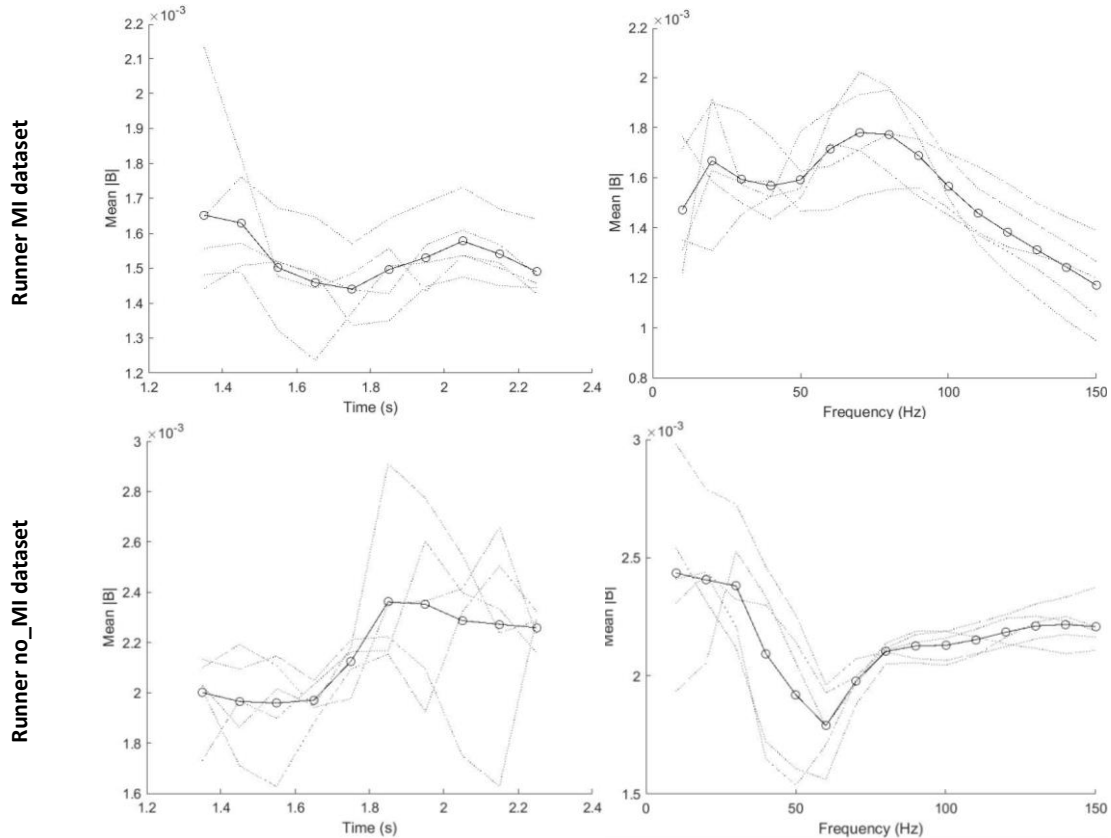 Runner MI dataset
×10⁻³
2.2
2.1
2
1.9
1.8
1.7
1.6
1.5
1.4
1.3
1.2
Mean |B|
1.2 1.4 1.6 1.8 2 2.2 2.4
Time (s)
×10⁻³
2.2
2
1.8
1.6
1.4
1.2
1
0.8
Mean |B|
0 50 100 150
Frequency (Hz)
Runner no_MI dataset
×10⁻³
3
2.8
2.6
2.4
2.2
2
1.8
1.6
Mean |B|
1.2 1.4 1.6 1.8 2 2.2 2.4
Time (s)
×10⁻³
3
2.5
2
1.5
Mean |B|
0 50 100 150
Frequency (Hz)